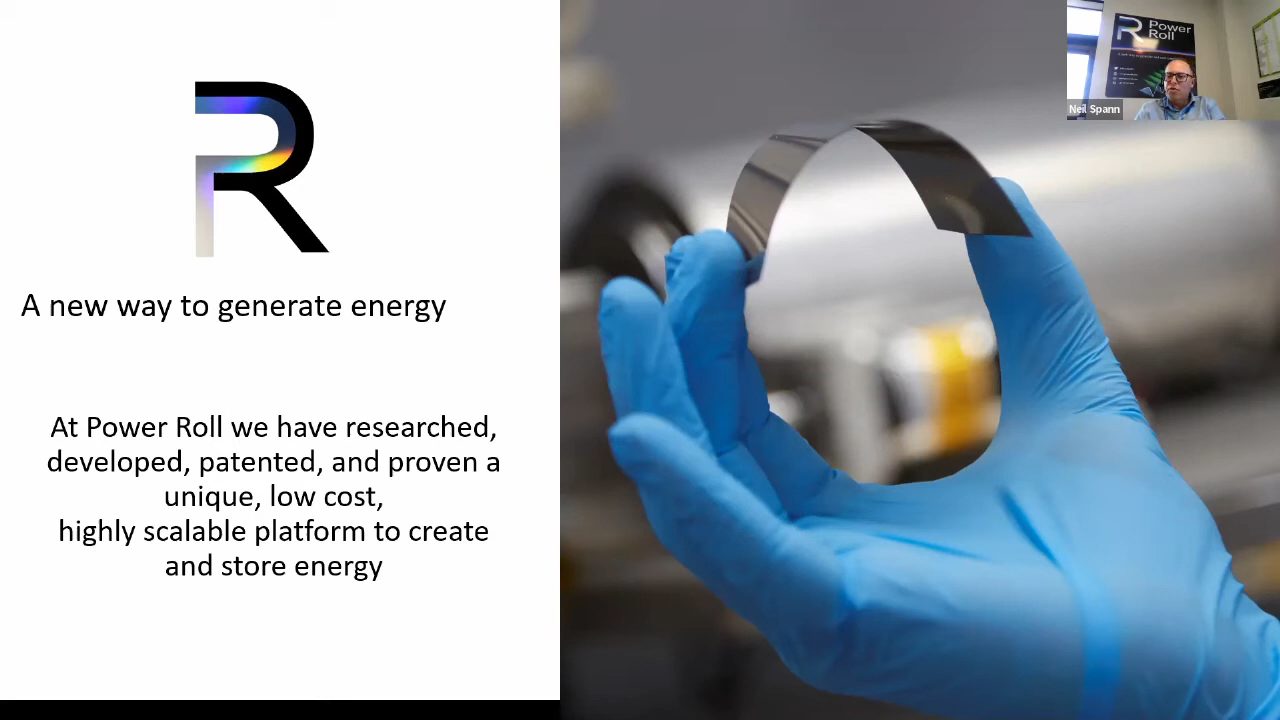 A new way to generate energy
At Power Roll we have researched,
developed, patented, and proven a
unique, low cost,
highly scalable platform to create
and store energy
Power
Roll
Neil Spann